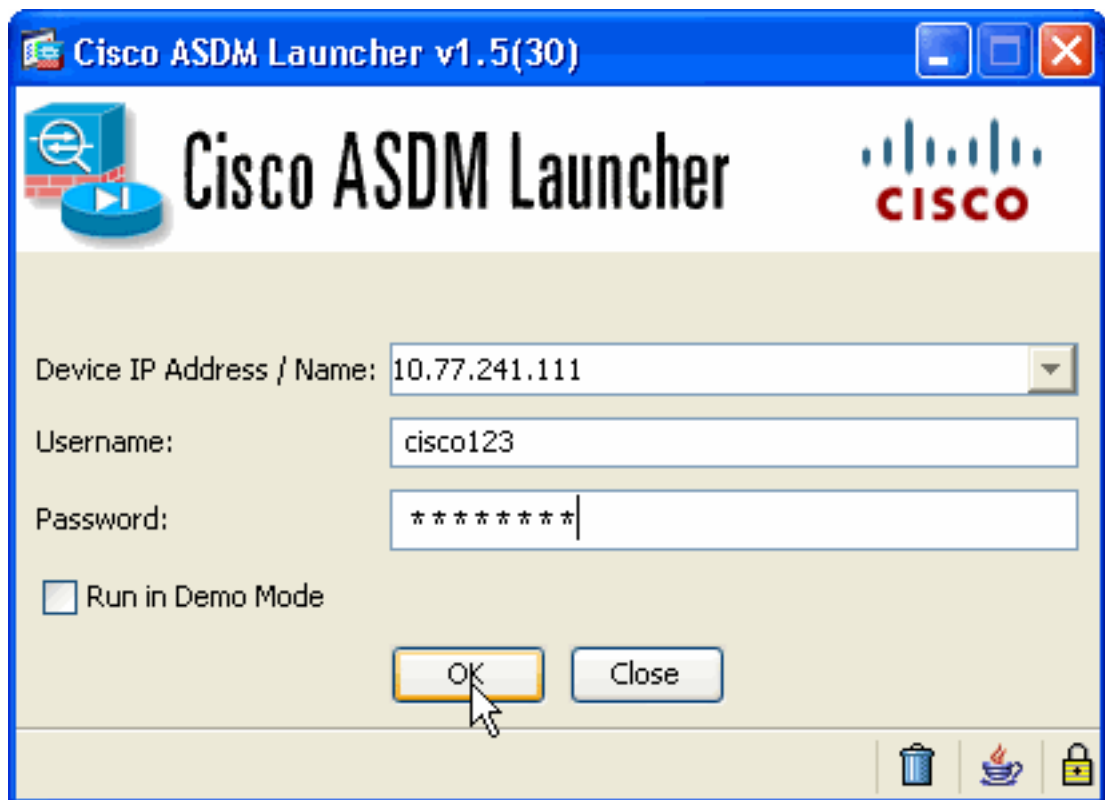 Cisco ASDM Launcher v1.5(30)
Cisco ASDM Launcher
CISCO
Device IP Address / Name: 10.77.241.111
Username: cisco123
Password: ********
Run in Demo Mode
OK Close